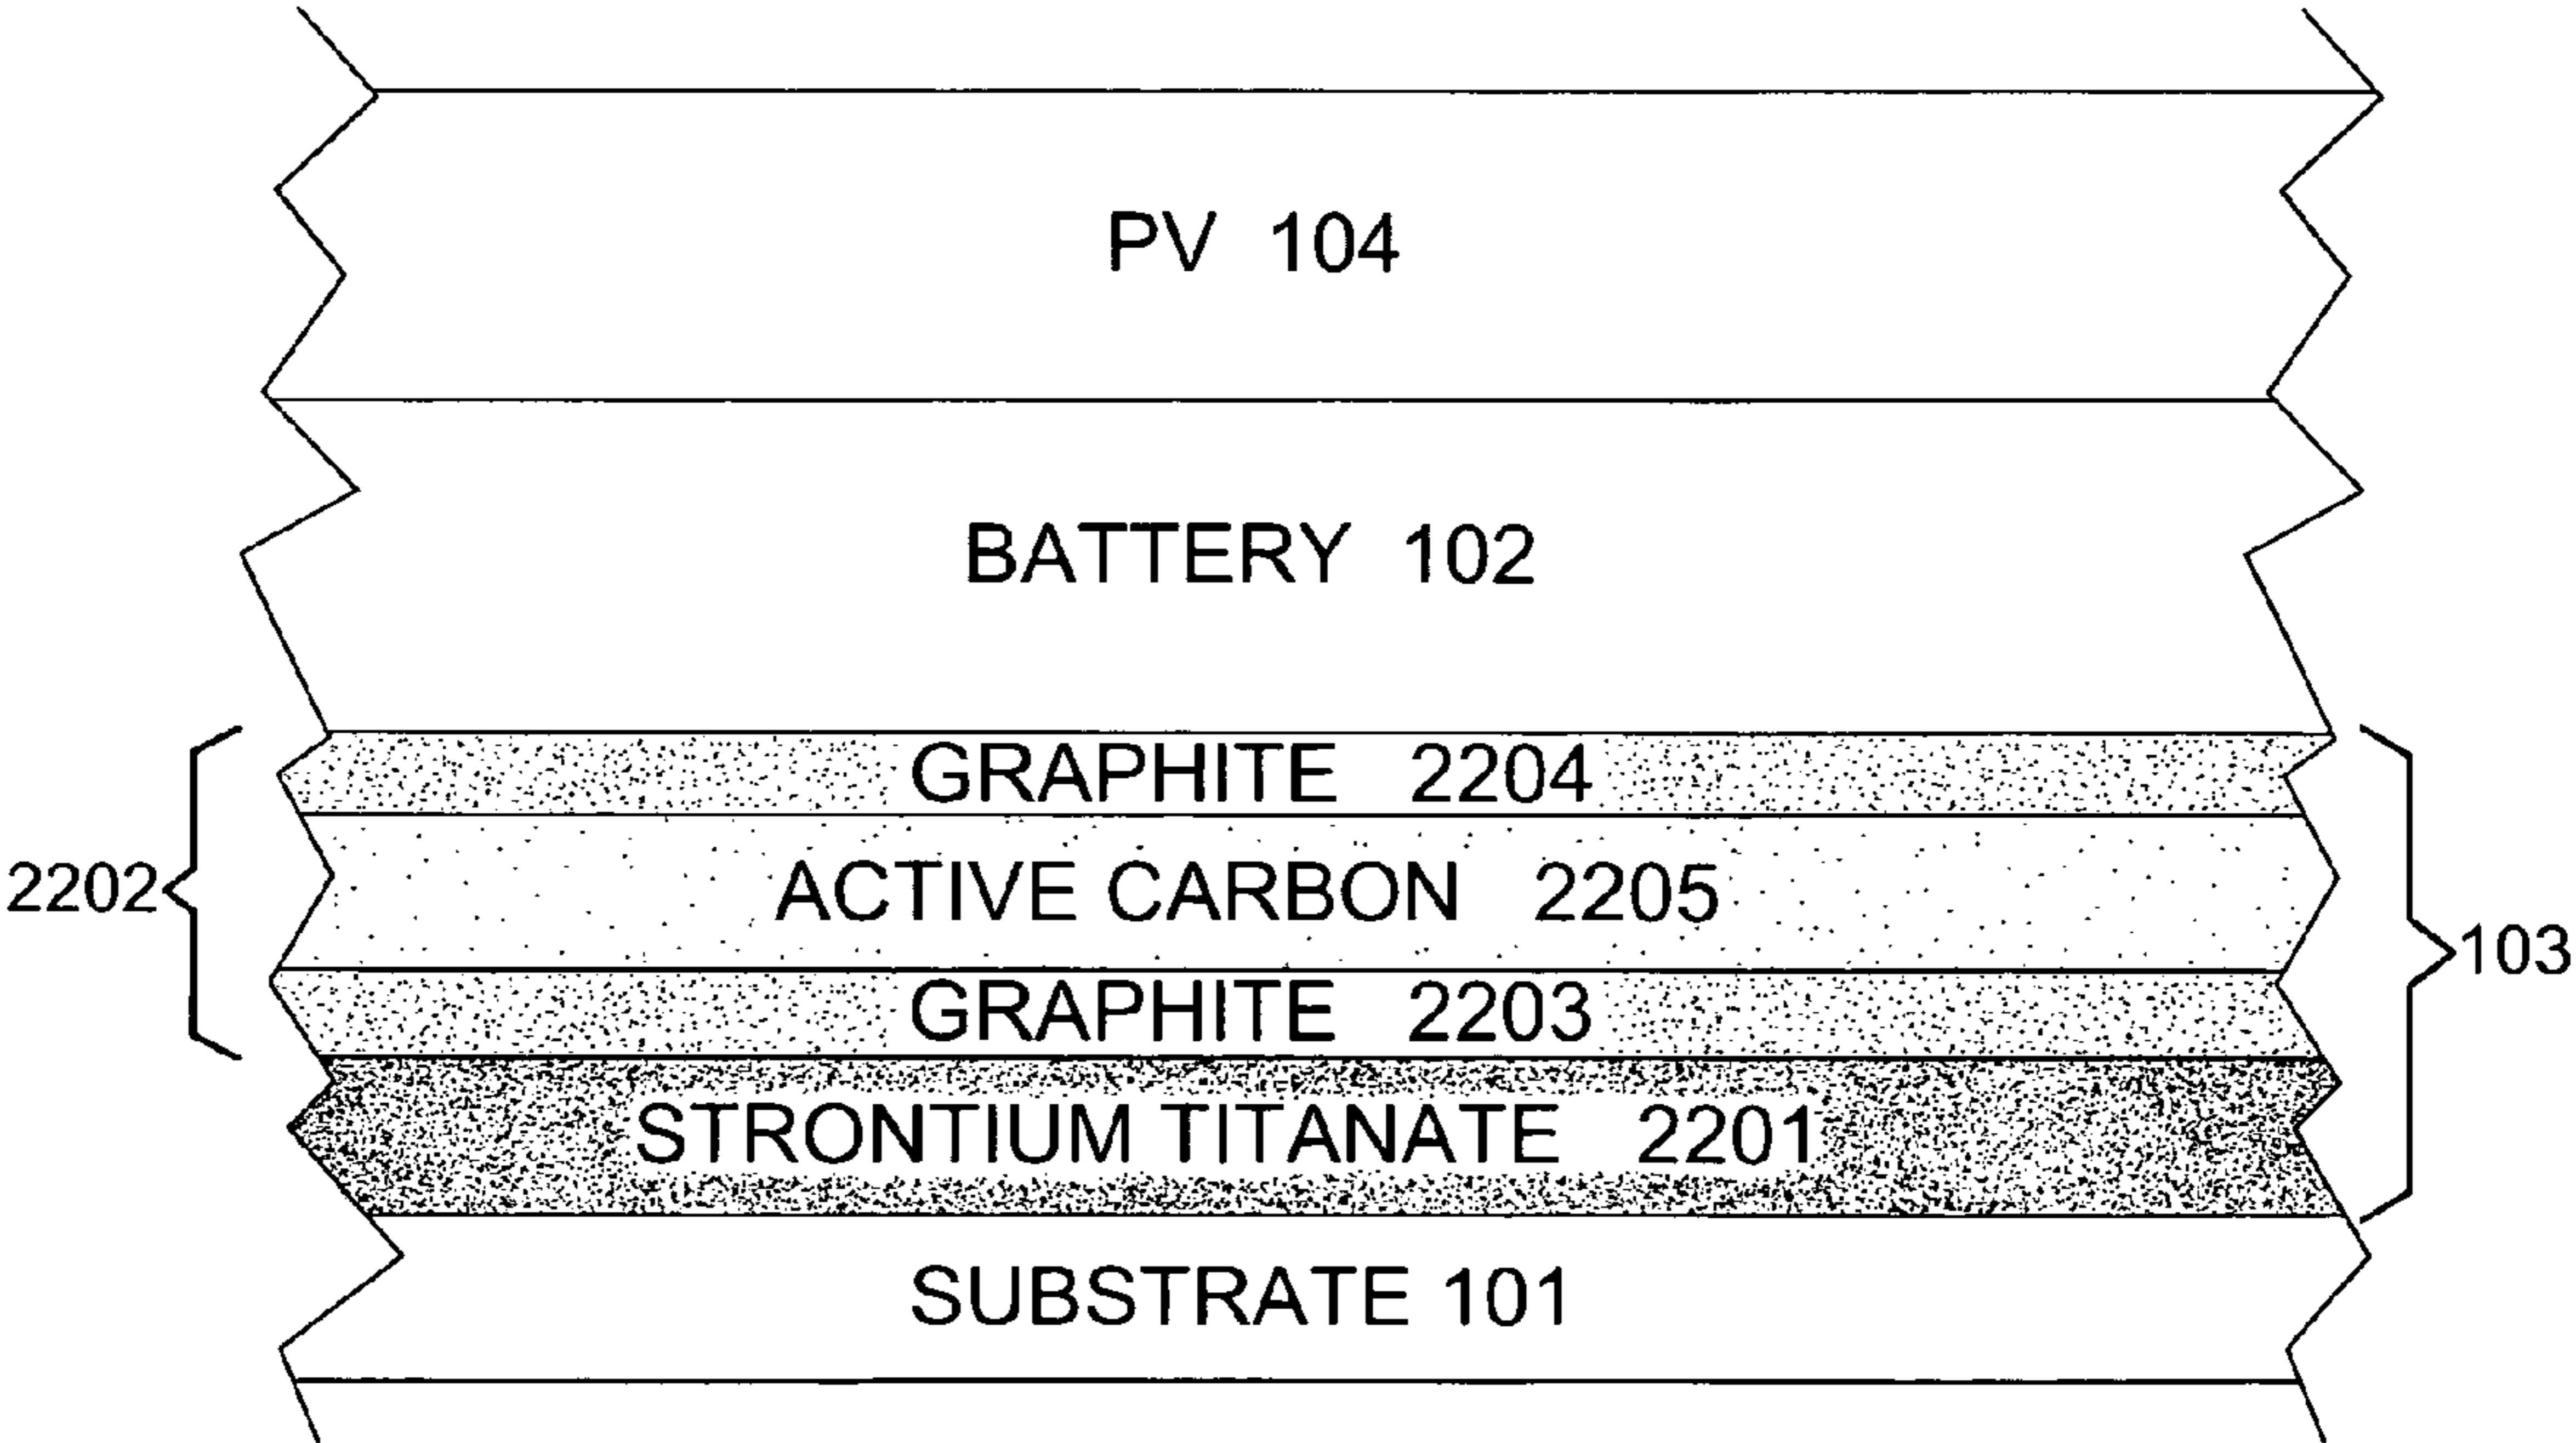 PV 104
BATTERY 102
GRAPHITE 2204
ACTIVE CARBON 2205
2202
103
GRAPHITE 2203
STRONTIUM TITANATE 2201
SUBSTRATE 101